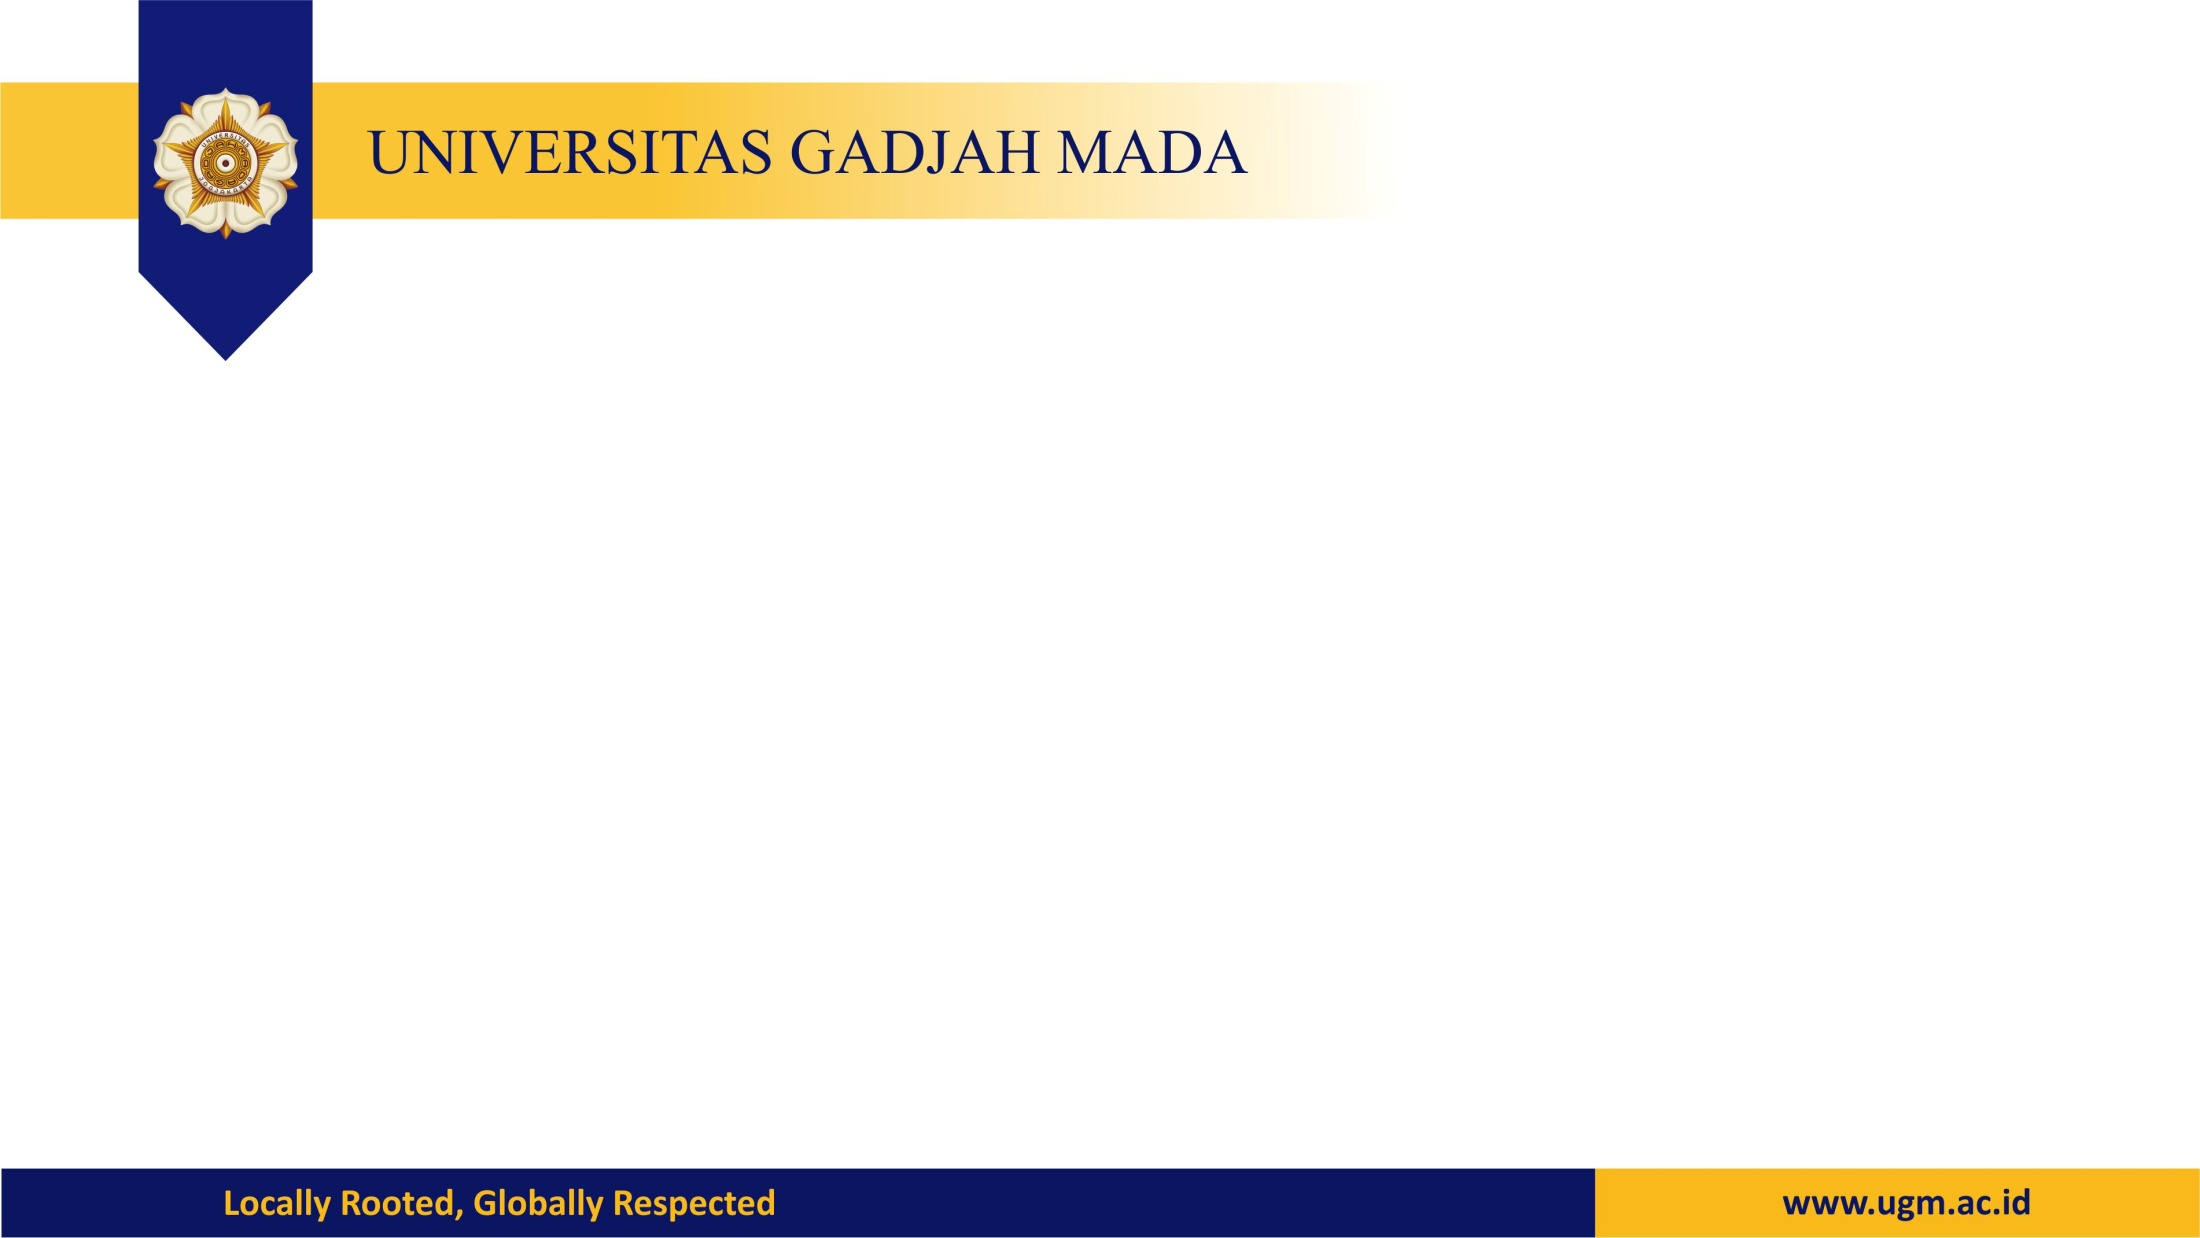 UNIVERSITAS GADJAH MADA
Locally Rooted, Globally Respected
www.ugm.ac.id